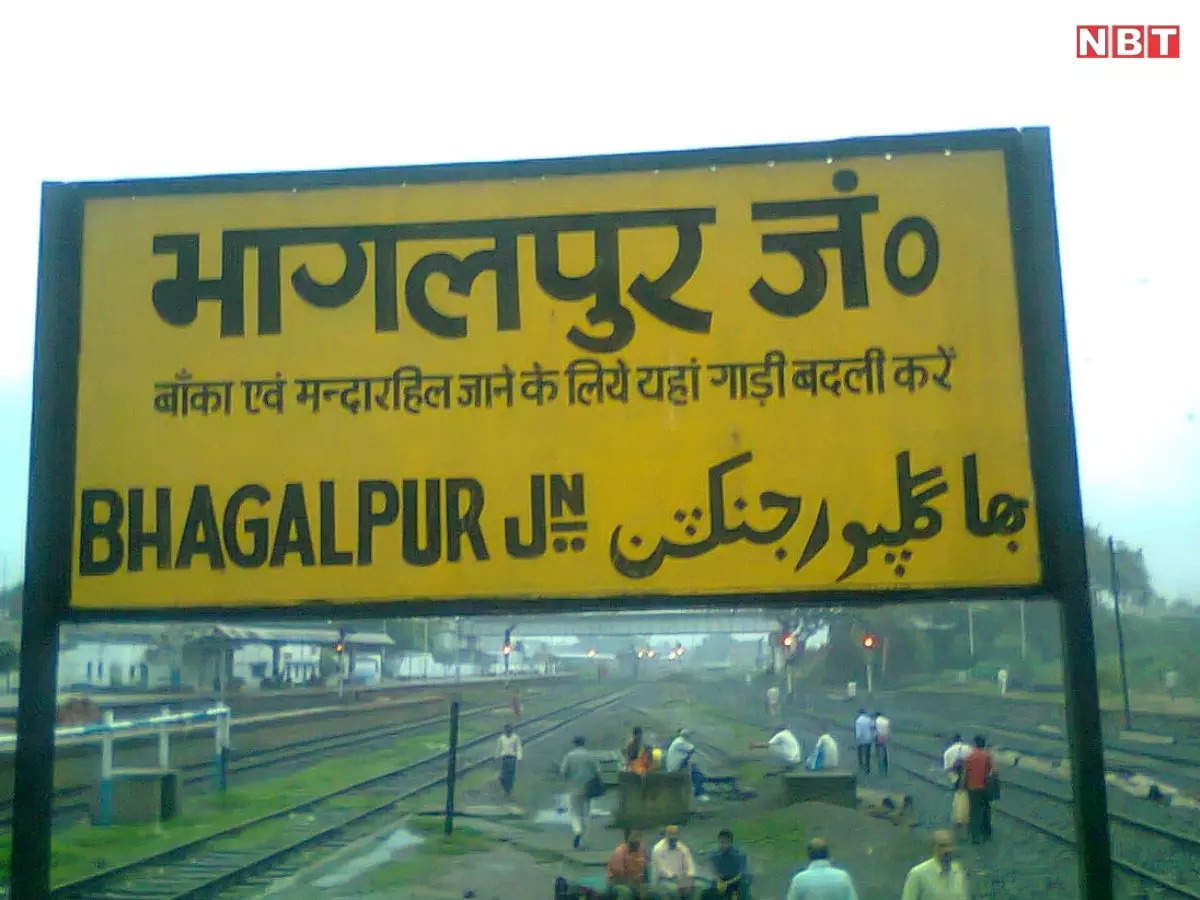 NBT
भागलपुर जं०
बाँका एवं मन्दारहिल जाने के लिये यहां गाड़ी बदली करें
BHAGALPUR JN
بھاگلپور جنکشن